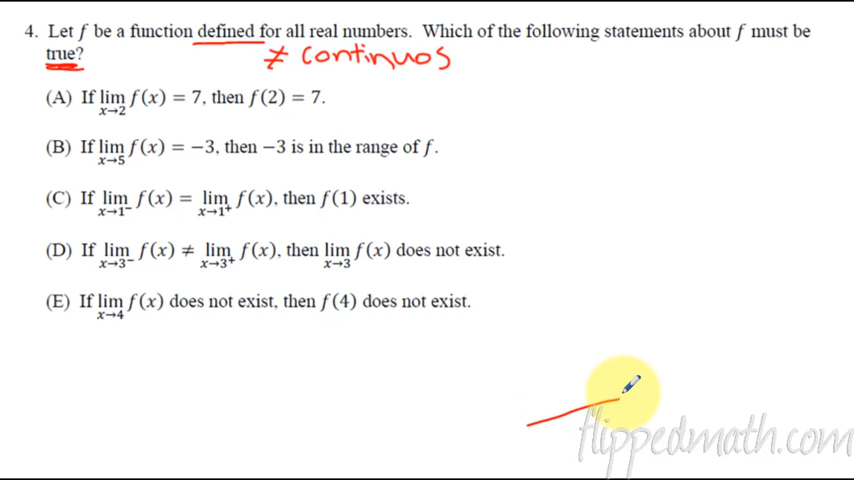 4. Let f be a function defined for all real numbers. Which of the following statements about f must be
true?
≠ continuos
(A) If lim x→2 f(x) = 7, then f(2) = 7.
(B) If lim x→5 f(x) = −3, then −3 is in the range of f.
(C) If lim x→1⁻ f(x) = lim x→1⁺ f(x), then f(1) exists.
(D) If lim x→3⁻ f(x) ≠ lim x→3⁺ f(x), then lim x→3 f(x) does not exist.
(E) If lim x→4 f(x) does not exist, then f(4) does not exist.
flippedmath.com